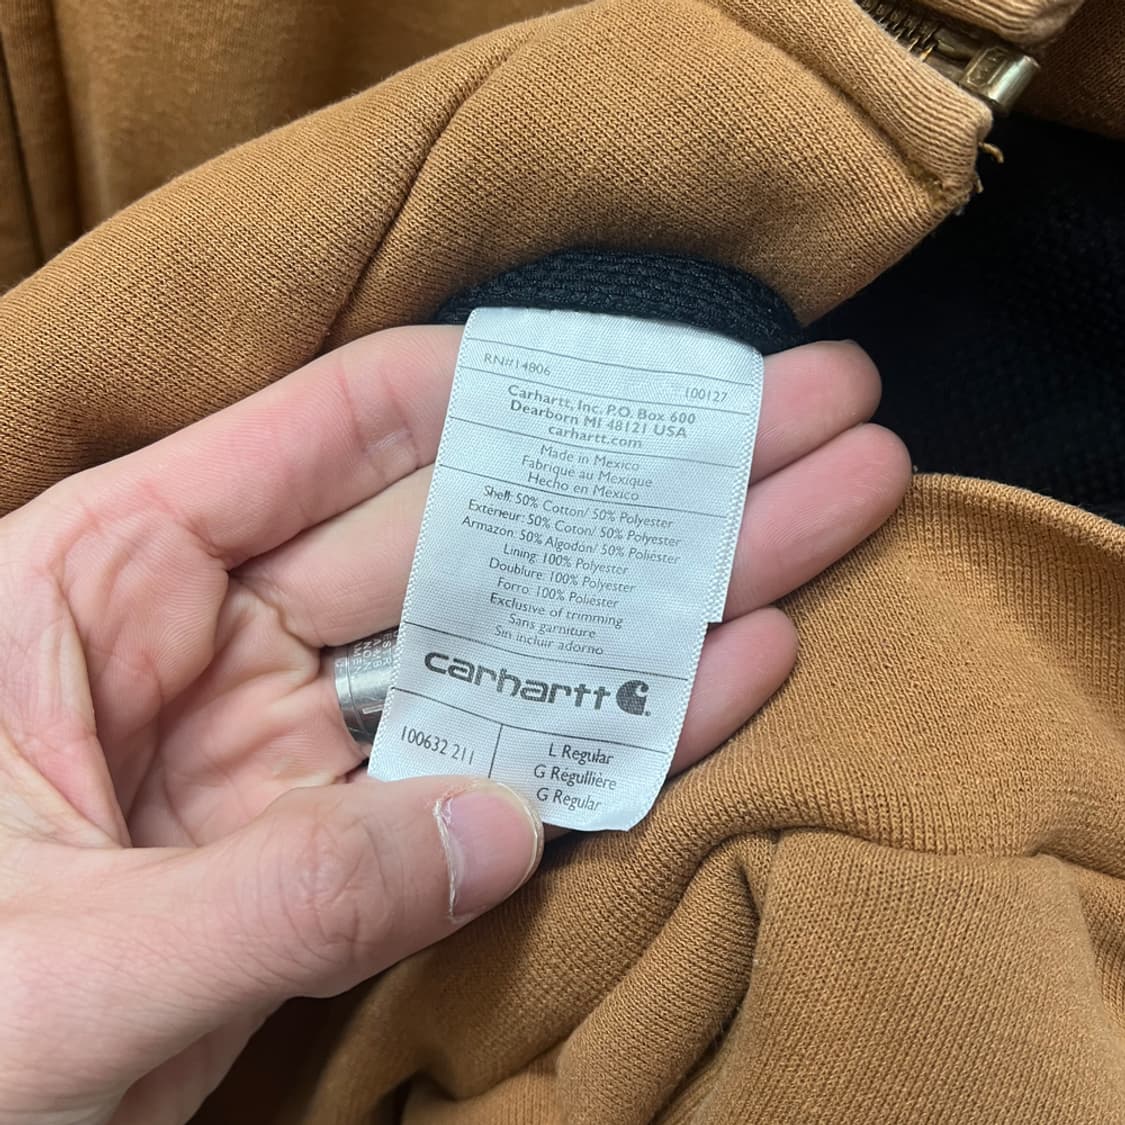 RN#14806
100127
Carhartt, Inc. P.O. Box 600
Dearborn MI 48121 USA
carhartt.com
Made in Mexico
Fabriqué au Mexique
Hecho en México
Shell: 50% Cotton/ 50% Polyester
Extérieur: 50% Coton/ 50% Polyester
Armazon: 50% Algodón/ 50% Poliéster
Lining: 100% Polyester
Doublure: 100% Polyester
Forro: 100% Poliester
Exclusive of trimming
Sans garniture
Sin incluir adorno
carhartt
100632 211
L Regular
G Régullière
G Regular